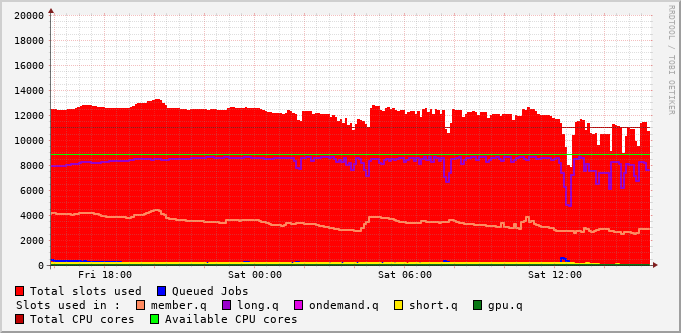 20000
18000
16000
14000
12000
10000
8000
6000
4000
2000
0
Fri 18:00 Sat 00:00 Sat 06:00 Sat 12:00
Total slots used Queued Jobs
Slots used in : member.q long.q ondemand.q short.q gpu.q
Total CPU cores Available CPU cores
RRDTOOL / TOBI OETIKER